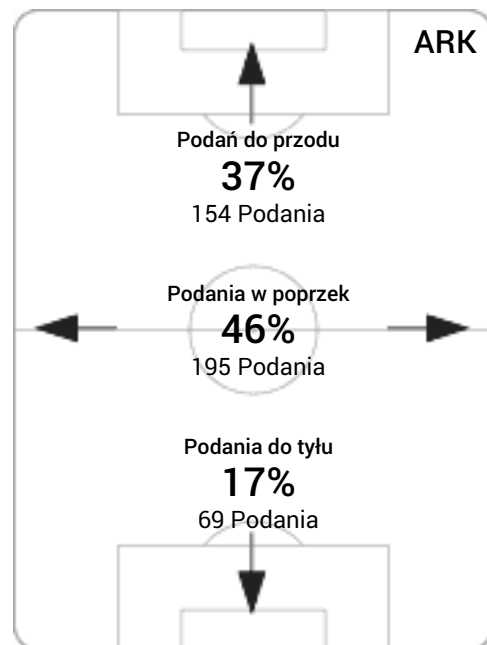 ARK
Podań do przodu
37%
154 Podania
Podania w poprzek
46%
195 Podania
Podania do tyłu
17%
69 Podania